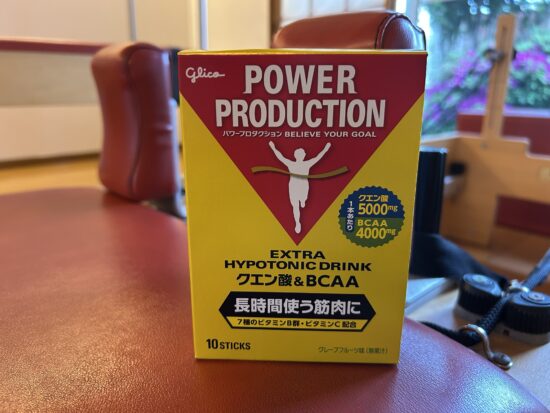 glico
POWER
PRODUCTION
パワープロダクション BELIEVE YOUR GOAL
1本あたり
クエン酸
5000mg
BCAA
4000mg
EXTRA
HYPOTONIC DRINK
クエン酸&BCAA
長時間使う筋肉に
7種のビタミンB群・ビタミンC配合
10 STICKS
グレープフルーツ味(無果汁)